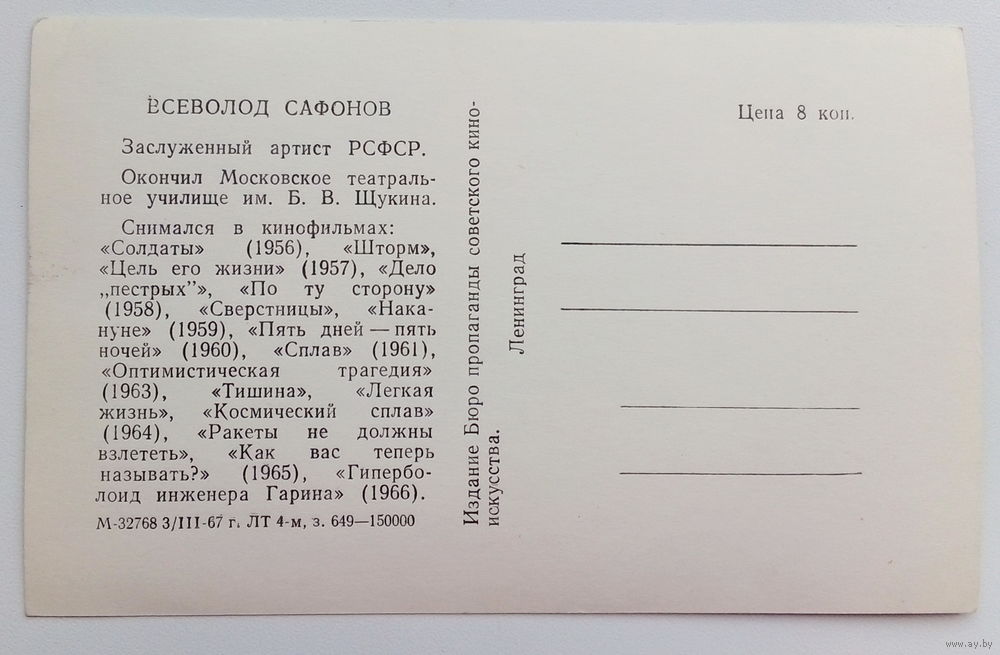 ВСЕВОЛОД САФОНОВ
Заслуженный артист РСФСР.
Окончил Московское театраль-
ное училище им. Б. В. Щукина.
Снимался в кинофильмах:
«Солдаты» (1956), «Шторм»,
«Цель его жизни» (1957), «Дело
„пестрых”», «По ту сторону»
(1958), «Сверстницы», «Нака-
нуне» (1959), «Пять дней — пять
ночей» (1960), «Сплав» (1961),
«Оптимистическая трагедия»
(1963), «Тишина», «Легкая
жизнь», «Космический сплав»
(1964), «Ракеты не должны
взлететь», «Как вас теперь
называть?» (1965), «Гипербо-
лоид инженера Гарина» (1966).
М-32768 3/III-67 г. ЛТ 4-м, з. 649—150000
Издание Бюро пропаганды советского кино-
искусства.
Ленинград
Цена 8 коп.
www.ay.by